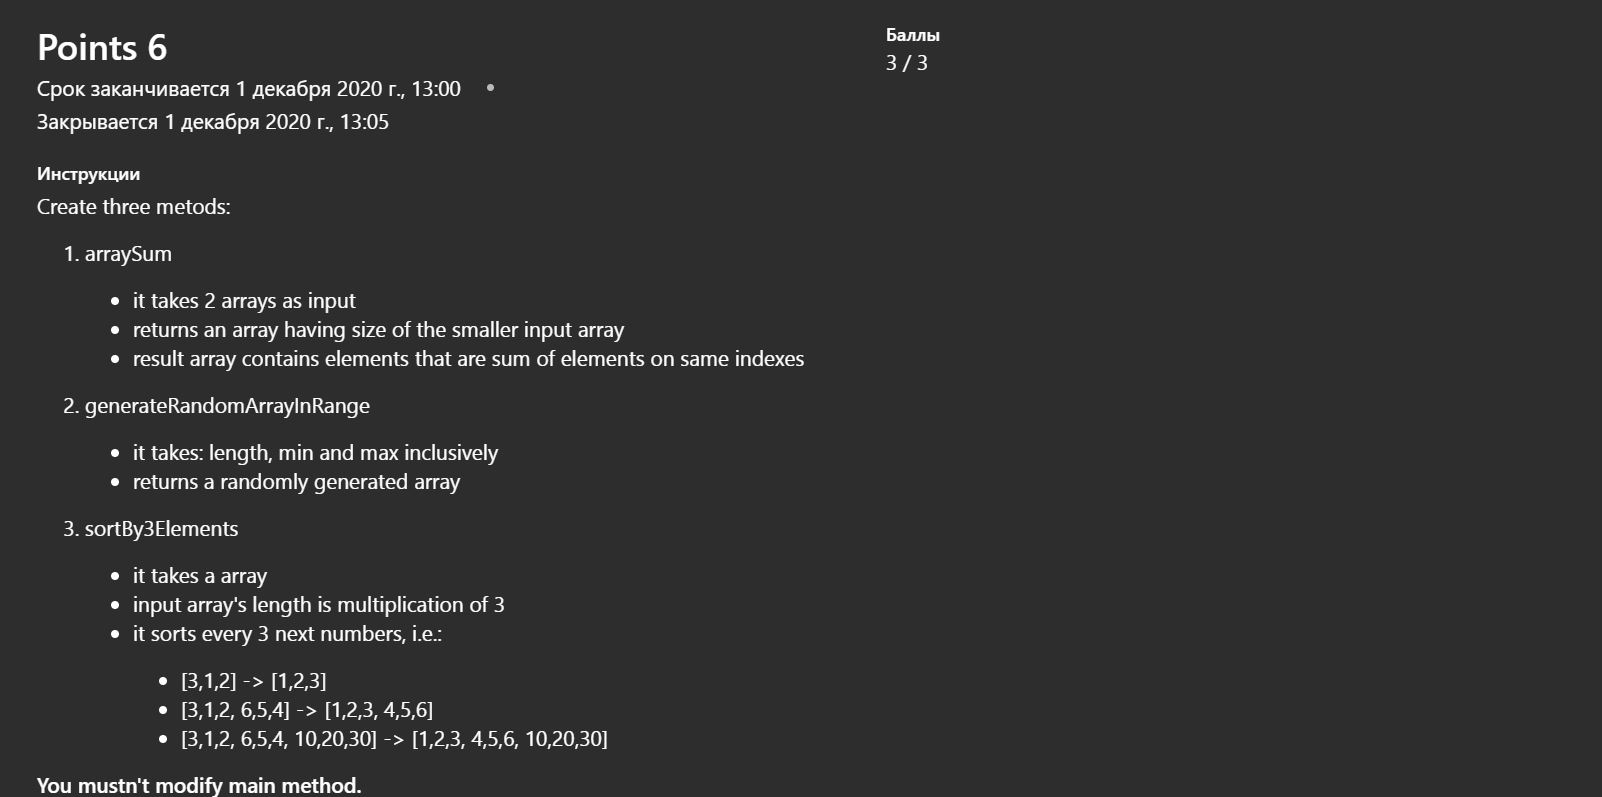 Points 6
Срок заканчивается 1 декабря 2020 г., 13:00 •
Закрывается 1 декабря 2020 г., 13:05
Баллы
3 / 3
Инструкции
Create three metods:
1. arraySum
• it takes 2 arrays as input
• returns an array having size of the smaller input array
• result array contains elements that are sum of elements on same indexes
2. generateRandomArrayInRange
• it takes: length, min and max inclusively
• returns a randomly generated array
3. sortBy3Elements
• it takes a array
• input array's length is multiplication of 3
• it sorts every 3 next numbers, i.e.:
• [3,1,2] -> [1,2,3]
• [3,1,2, 6,5,4] -> [1,2,3, 4,5,6]
• [3,1,2, 6,5,4, 10,20,30] -> [1,2,3, 4,5,6, 10,20,30]
You mustn't modify main method.